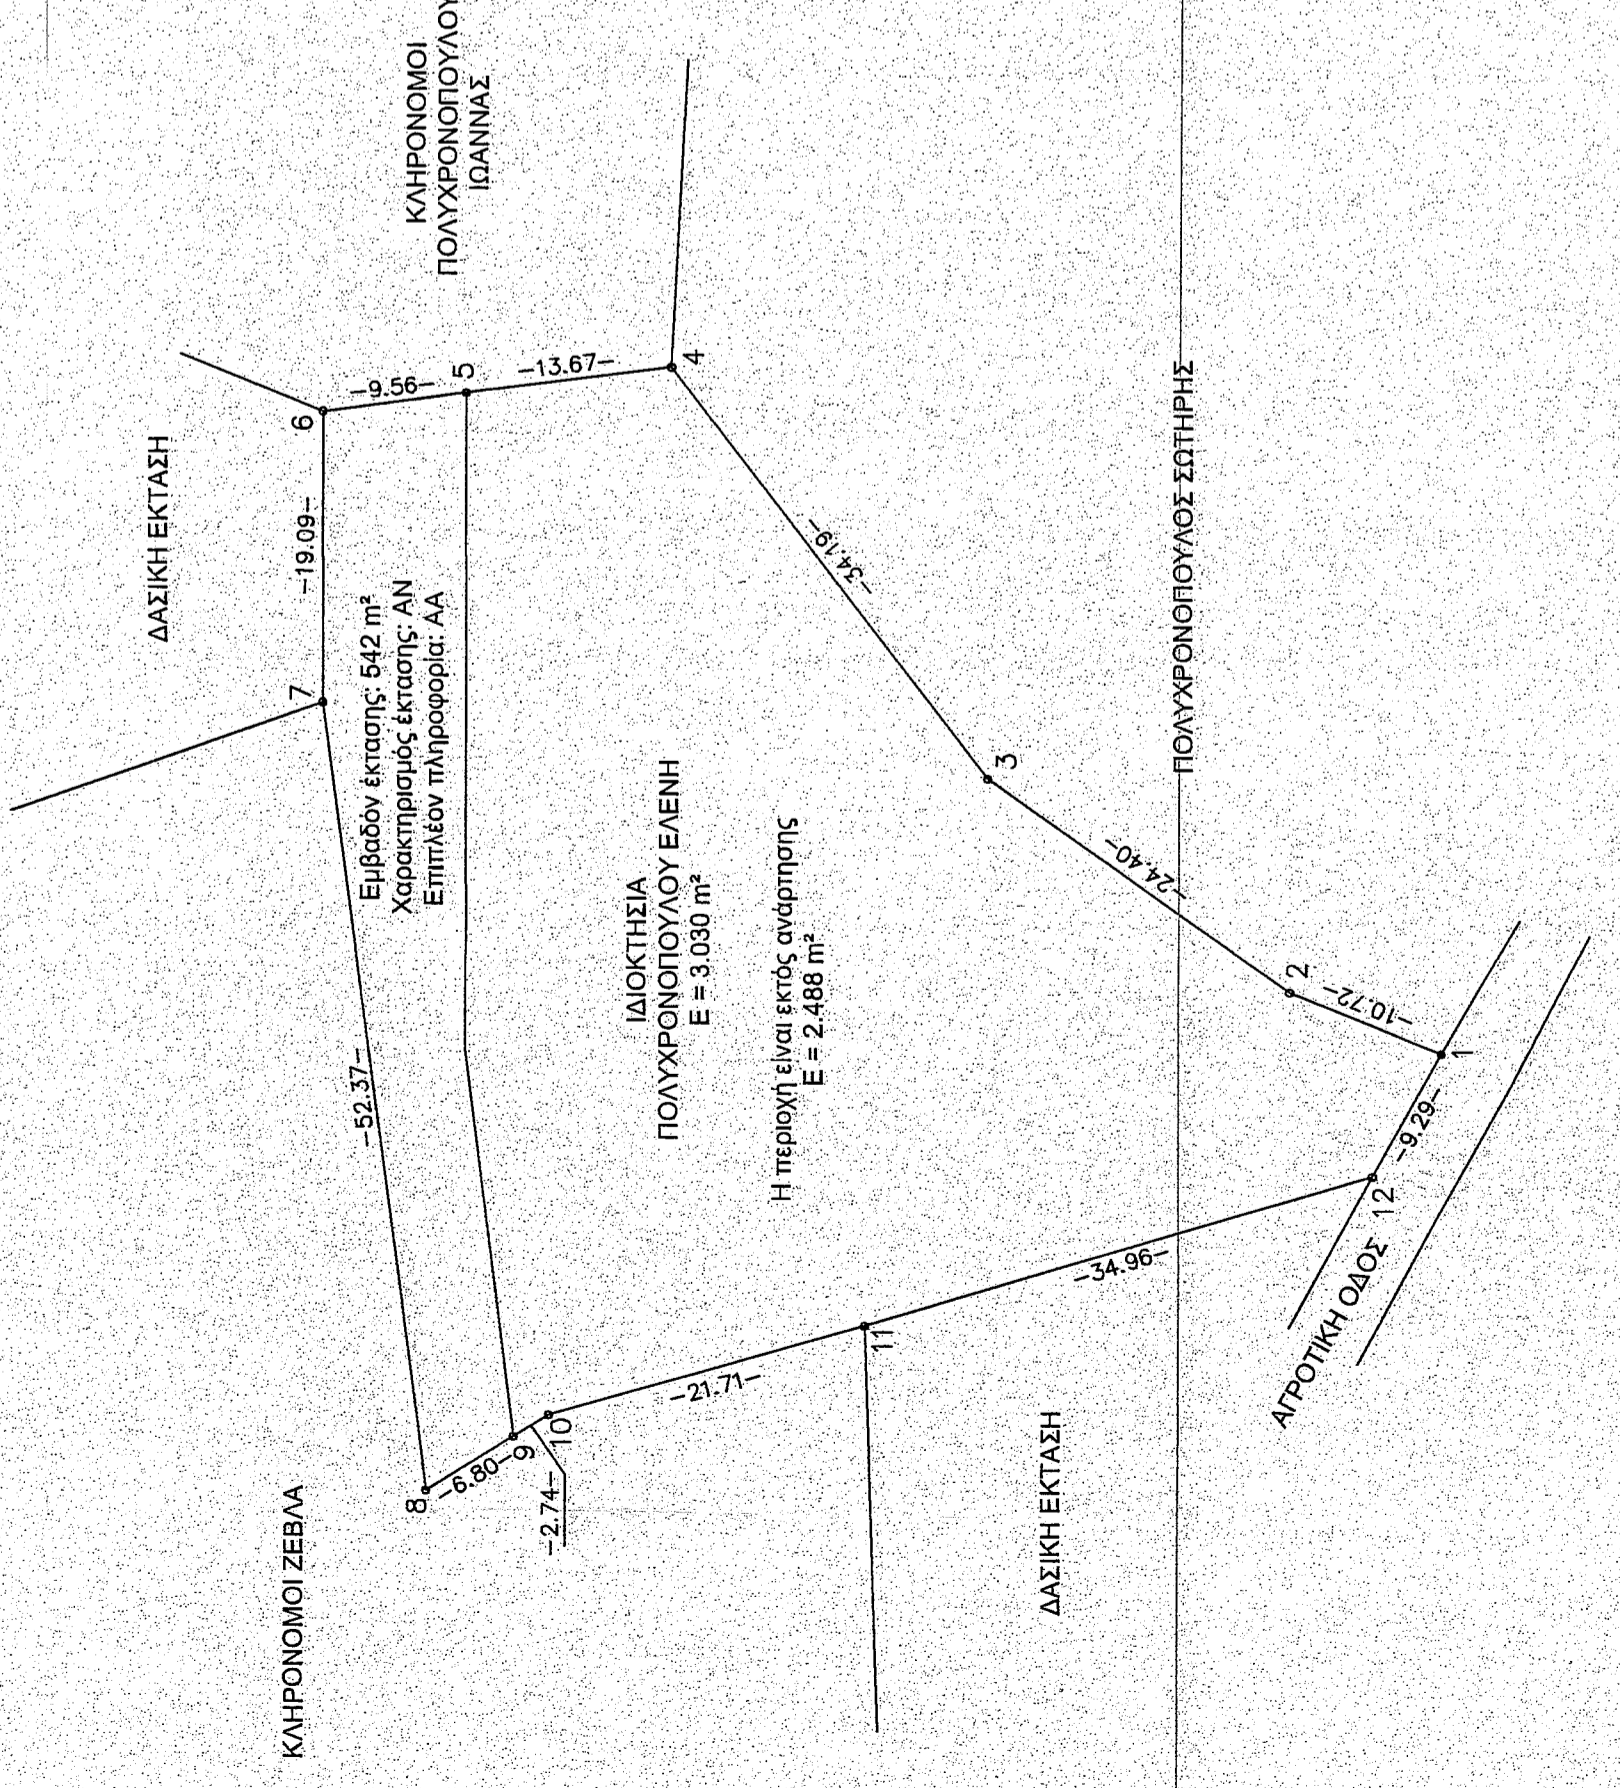 ΚΛΗΡΟΝΟΜΟΙ
ΠΟΛΥΧΡΟΝΟΠΟΥΛΟΥ
ΙΩΑΝΝΑΣ
ΔΑΣΙΚΗ ΕΚΤΑΣΗ
6
-9.56-
5
-13.67-
4
-19.09-
7
Εμβαδόν έκτασης: 542 m²
Χαρακτηρισμός έκτασης: ΑΝ
Επιπλέον πληροφορία: ΑΑ
-34.19-
ΠΟΛΥΧΡΟΝΟΠΟΥΛΟΣ ΣΩΤΗΡΗΣ
3
-24.40-
2
-10.72-
1
-9.29-
12
ΑΓΡΟΤΙΚΗ ΟΔΟΣ
ΙΔΙΟΚΤΗΣΙΑ
ΠΟΛΥΧΡΟΝΟΠΟΥΛΟΥ ΕΛΕΝΗ
Ε = 3.030 m²
Η περιοχή είναι εκτός ανάρτησης
Ε = 2.488 m²
-52.37-
-34.96-
11
-21.71-
10
-2.74-
9
-6.80-
8
ΚΛΗΡΟΝΟΜΟΙ ΖΕΒΛΑ
ΔΑΣΙΚΗ ΕΚΤΑΣΗ